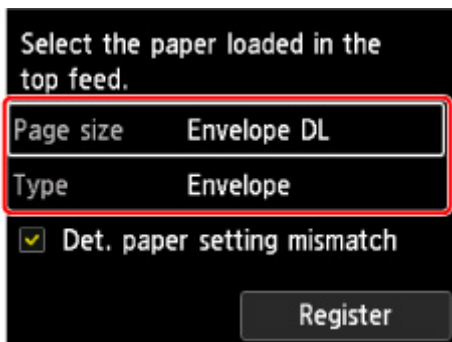 Select the paper loaded in the
top feed.
Page size Envelope DL
Type Envelope
Det. paper setting mismatch
Register